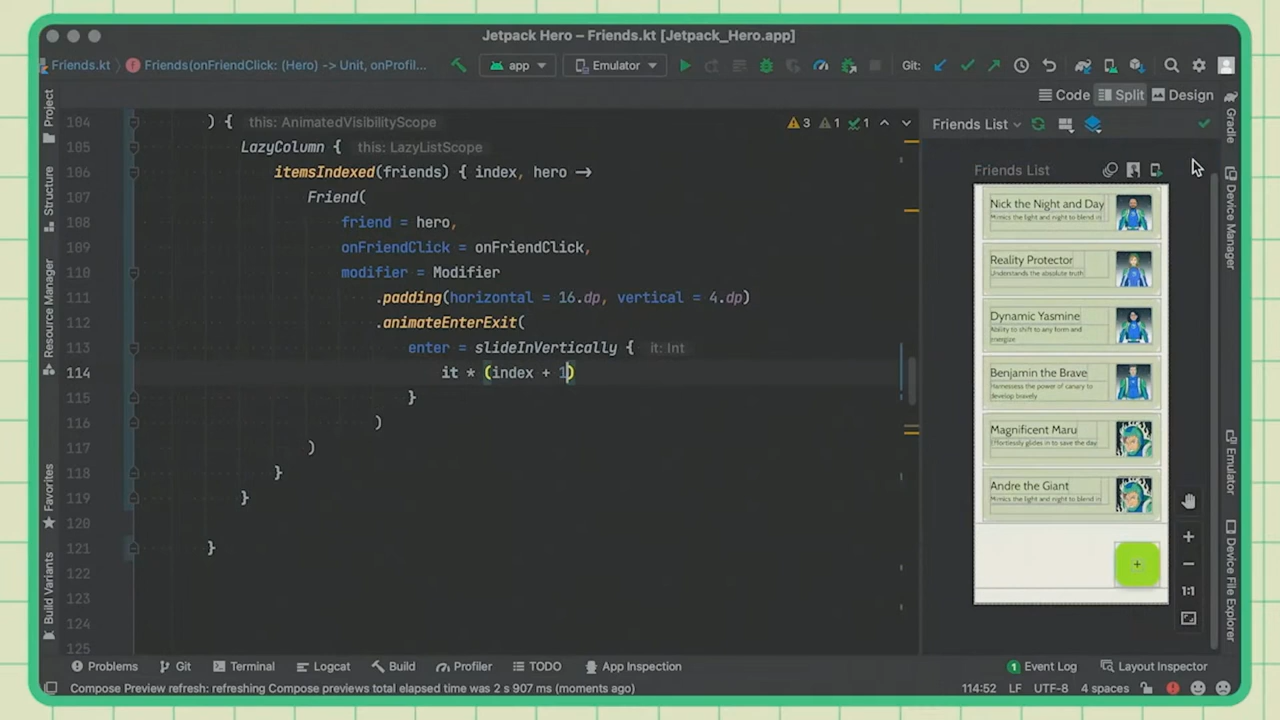 Jetpack Hero – Friends.kt [Jetpack_Hero.app]
Friends.kt
Friends(onFriendClick: (Hero) -> Unit, onProfil...
app
Emulator
Git:
Code
Split
Design
Project
Structure
Resource Manager
Favorites
Build Variants
104 ) { this: AnimatedVisibilityScope
105 LazyColumn { this: LazyListScope
106 itemsIndexed(friends) { index, hero ->
107 Friend(
108 friend = hero,
109 onFriendClick = onFriendClick,
110 modifier = Modifier
111 .padding(horizontal = 16.dp, vertical = 4.dp)
112 .animateEnterExit(
113 enter = slideInVertically { it: Int
114 it * (index + 1)
115 }
116 )
117 )
118 }
119 }
120
121 }
122
123
124
125
3 1 1
Friends List
Friends List
Nick the Night and Day
Mimics the light and night to blend in
Reality Protector
Understands the absolute truth
Dynamic Yasmine
Ability to shift to any form and
energize
Benjamin the Brave
Harnesses the power of canary to
develop bravely
Magnificent Maru
Effortlessly glides in to save the day
Andre the Giant
Mimics the light and night to blend in
+
+
−
1:1
Gradle
Device Manager
Emulator
Device File Explorer
Problems
Git
Terminal
Logcat
Build
Profiler
TODO
App Inspection
1 Event Log
Layout Inspector
Compose Preview refresh: refreshing Compose previews total elapsed time was 2 s 907 ms (moments ago)
114:52 LF UTF-8 4 spaces